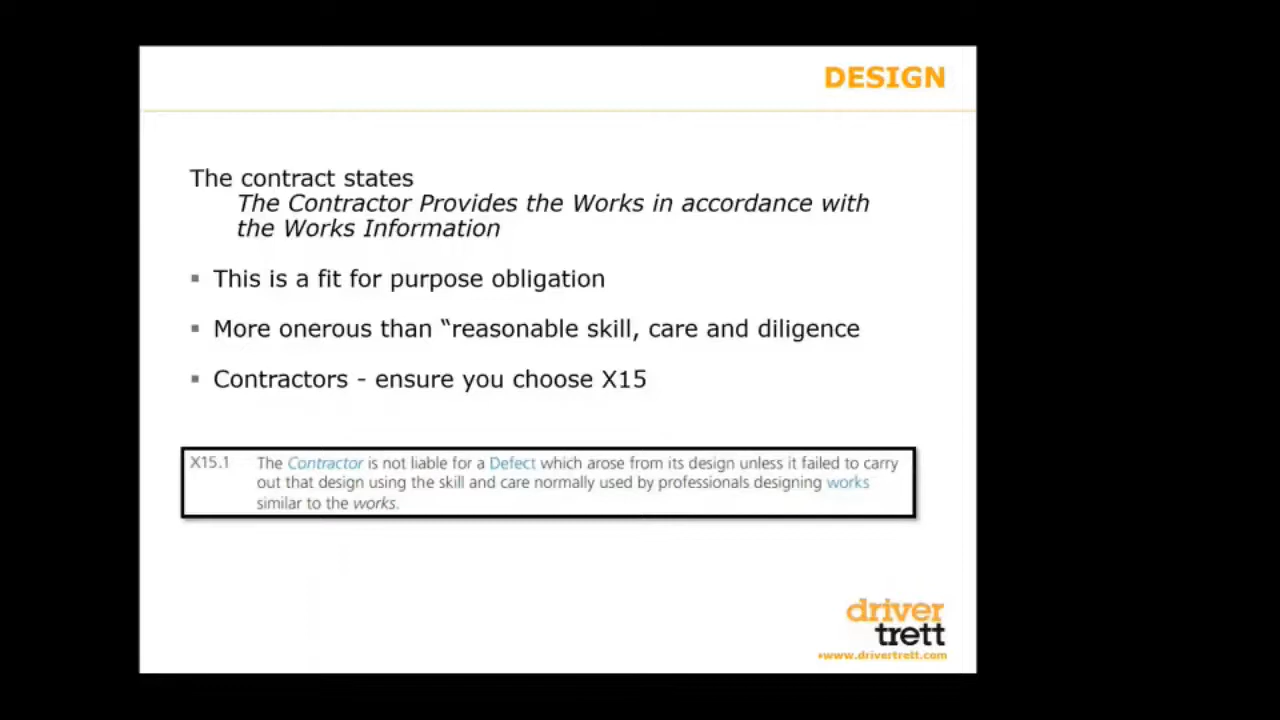 DESIGN
The contract states
The Contractor Provides the Works in accordance with
the Works Information
▪ This is a fit for purpose obligation
▪ More onerous than “reasonable skill, care and diligence
▪ Contractors - ensure you choose X15
X15.1 The Contractor is not liable for a Defect which arose from its design unless it failed to carry
out that design using the skill and care normally used by professionals designing works
similar to the works.
driver
trett
•www.drivertrett.com